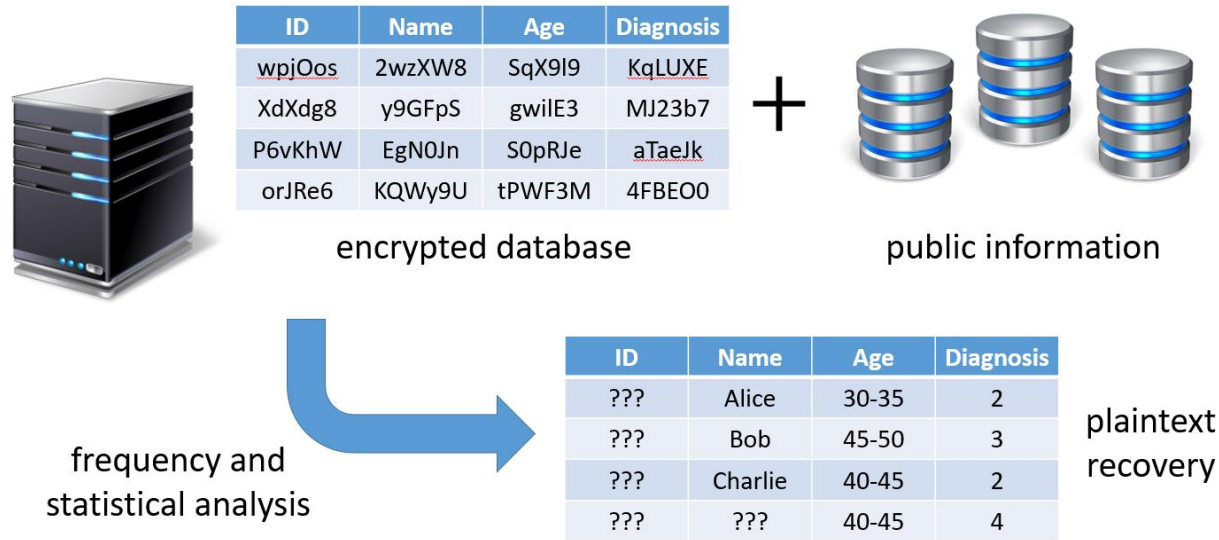 ID Name Age Diagnosis
wpjOos 2wzXW8 SqX9l9 KqLUXE
XdXdg8 y9GFpS gwilE3 MJ23b7
P6vKhW EgN0Jn S0pRJe aTaeJk
orJRe6 KQWy9U tPWF3M 4FBEO0
+
encrypted database
public information
ID Name Age Diagnosis
??? Alice 30-35 2
??? Bob 45-50 3
??? Charlie 40-45 2
??? ??? 40-45 4
frequency and
statistical analysis
plaintext
recovery